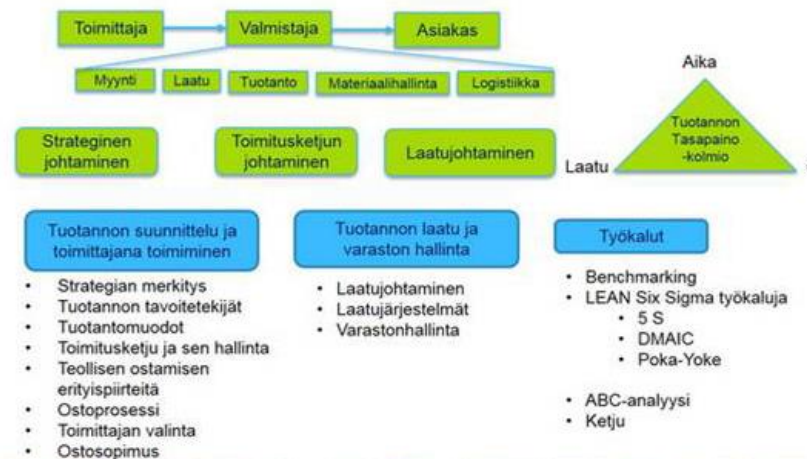 Toimittaja
Valmistaja
Asiakas
Myynti
Laatu
Tuotanto
Materiaalihallinta
Logistiikka
Aika
Tuotannon
Tasapaino
-kolmio
Laatu
Strateginen
johtaminen
Toimitusketjun
johtaminen
Laatujohtaminen
Tuotannon suunnittelu ja
toimittajana toimiminen
• Strategian merkitys
• Tuotannon tavoitetekijät
• Tuotantomuodot
• Toimitusketju ja sen hallinta
• Teollisen ostamisen
erityispiirteitä
• Ostoprosessi
• Toimittajan valinta
• Ostosopimus
Tuotannon laatu ja
varaston hallinta
• Laatujohtaminen
• Laatujärjestelmät
• Varastonhallinta
Työkalut
• Benchmarking
• LEAN Six Sigma työkaluja
• 5 S
• DMAIC
• Poka-Yoke
• ABC-analyysi
• Ketju